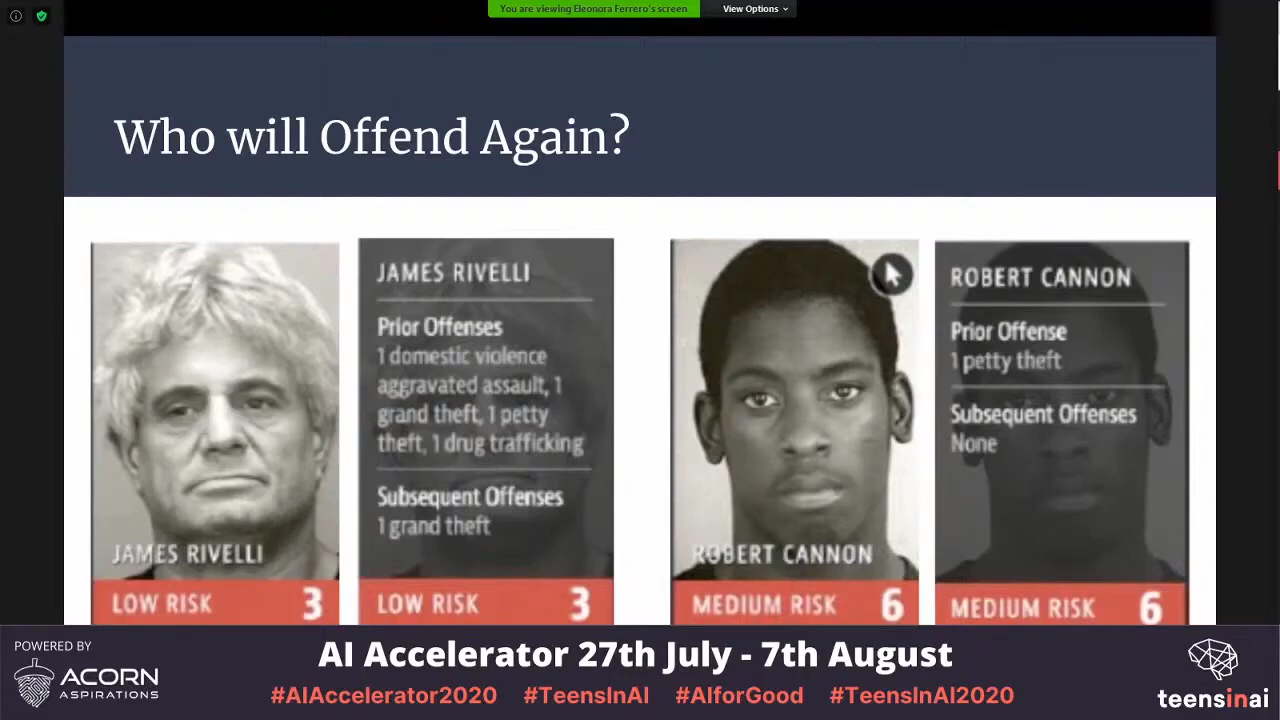 You are viewing Eleonora Ferrero's screen
View Options
Who will Offend Again?
JAMES RIVELLI
LOW RISK 3
JAMES RIVELLI
Prior Offenses
1 domestic violence
aggravated assault, 1
grand theft, 1 petty
theft, 1 drug trafficking
Subsequent Offenses
1 grand theft
LOW RISK 3
ROBERT CANNON
MEDIUM RISK 6
ROBERT CANNON
Prior Offense
1 petty theft
Subsequent Offenses
None
MEDIUM RISK 6
POWERED BY
ACORN
ASPIRATIONS
AI Accelerator 27th July - 7th August
#AIAccelerator2020 #TeensInAI #AIforGood #TeensInAI2020
teensinai